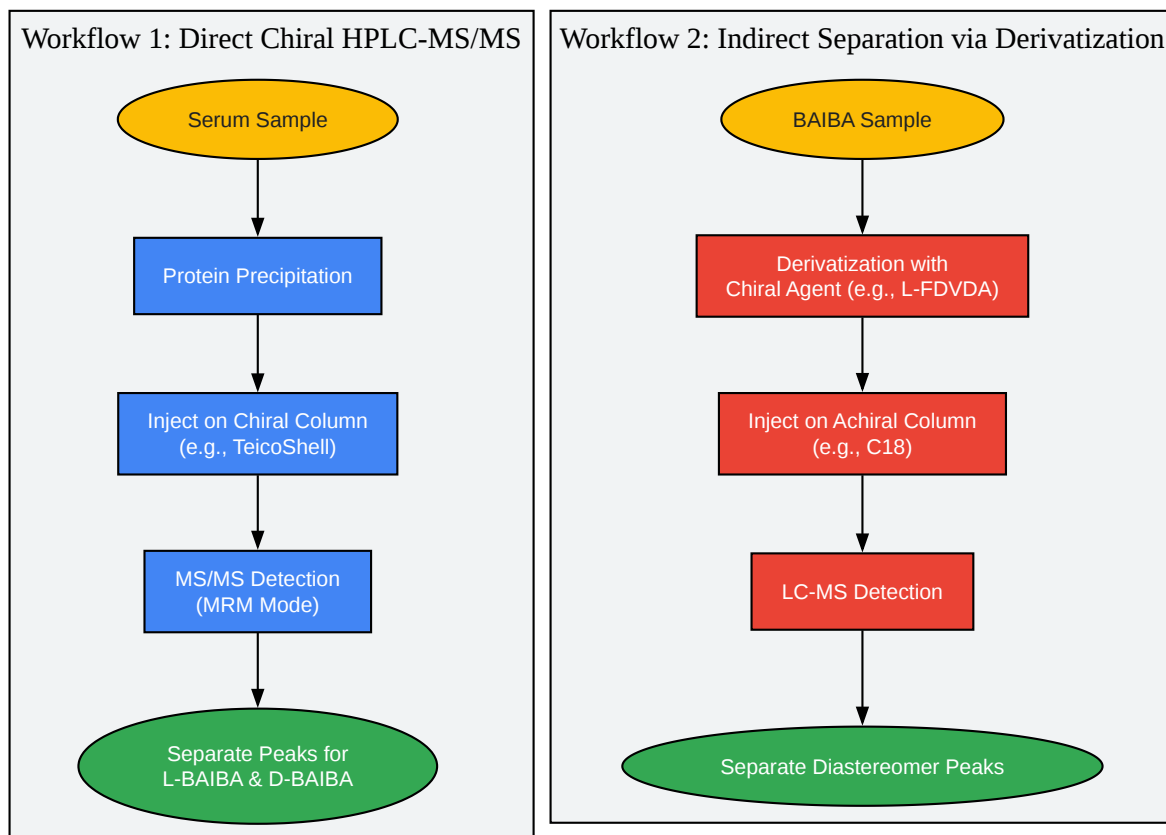 Workflow 1: Direct Chiral HPLC-MS/MS
Serum Sample
Protein Precipitation
Inject on Chiral Column
(e.g., TeicoShell)
MS/MS Detection
(MRM Mode)
Separate Peaks for
L-BAIBA & D-BAIBA
Workflow 2: Indirect Separation via Derivatization
BAIBA Sample
Derivatization with
Chiral Agent (e.g., L-FDVDA)
Inject on Achiral Column
(e.g., C18)
LC-MS Detection
Separate Diastereomer Peaks